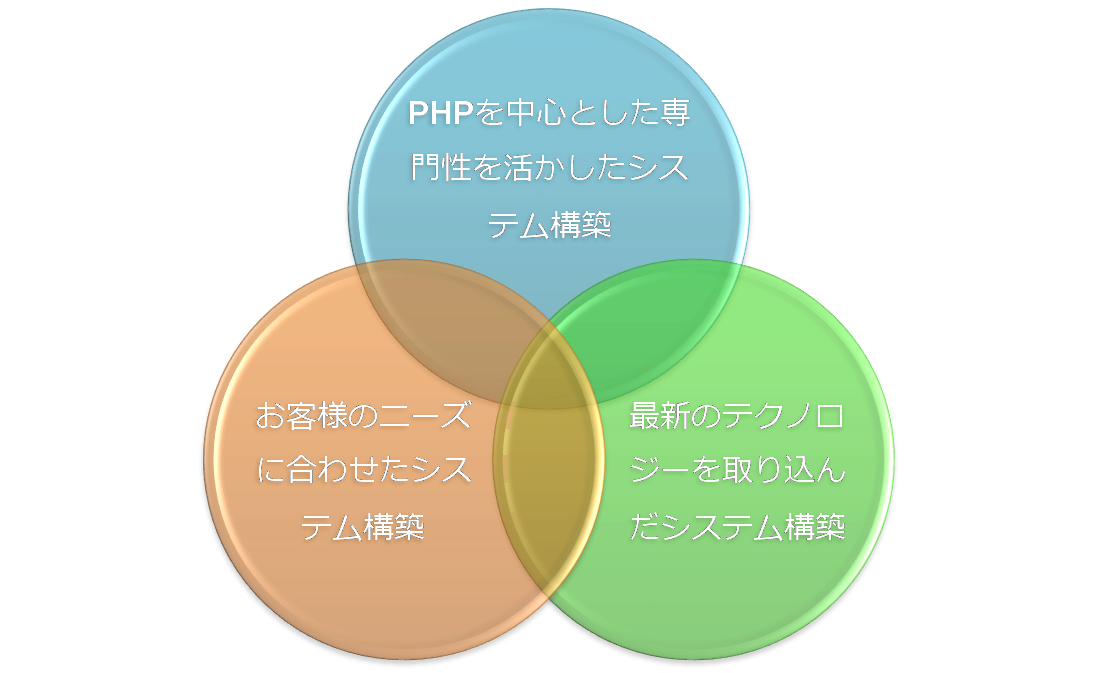 PHPを中心とした専
門性を活かしたシス
テム構築
お客様のニーズ
に合わせたシス
テム構築
最新のテクノロ
ジーを取り込ん
だシステム構築